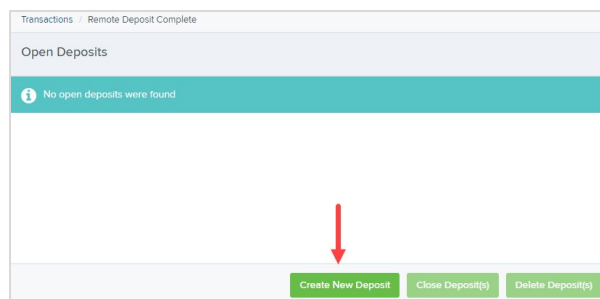 Transactions / Remote Deposit Complete
Open Deposits
No open deposits were found
Create New Deposit Close Deposit(s) Delete Deposit(s)